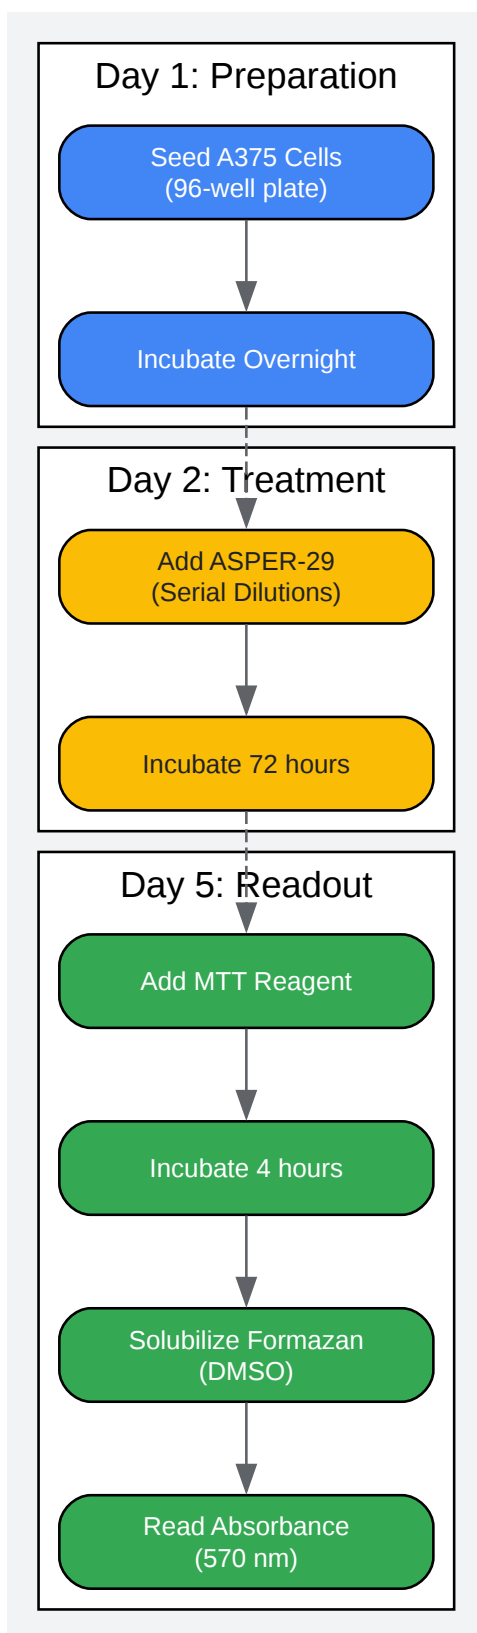 Day 1: Preparation
Seed A375 Cells
(96-well plate)
Incubate Overnight
Day 2: Treatment
Add ASPER-29
(Serial Dilutions)
Incubate 72 hours
Day 5: Readout
Add MTT Reagent
Incubate 4 hours
Solubilize Formazan
(DMSO)
Read Absorbance
(570 nm)